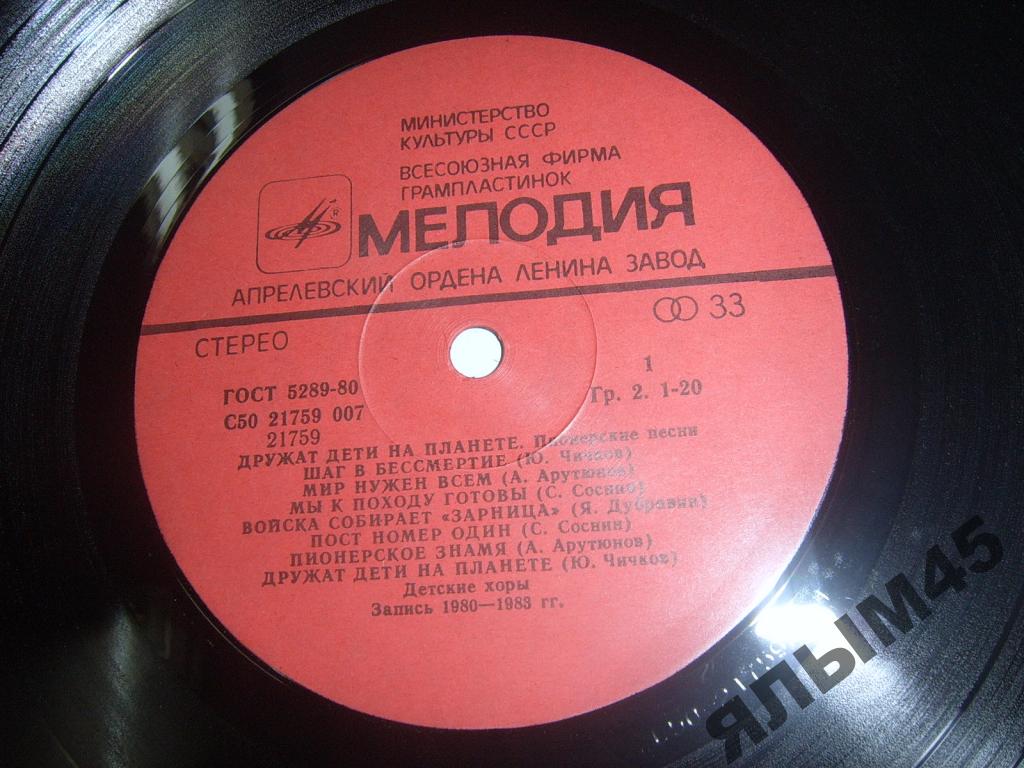 МИНИСТЕРСТВО
КУЛЬТУРЫ СССР
ВСЕСОЮЗНАЯ ФИРМА
ГРАМПЛАСТИНОК
R
МЕЛОДИЯ
АПРЕЛЕВСКИЙ ОРДЕНА ЛЕНИНА ЗАВОД
СТЕРЕО
33
ГОСТ 5289-80
1
С50 21759 007
Гр. 2. 1-20
21759
ДРУЖАТ ДЕТИ НА ПЛАНЕТЕ. Пионерские песни
ШАГ В БЕССМЕРТИЕ (Ю. Чичков)
МИР НУЖЕН ВСЕМ (А. Арутюнов)
МЫ К ПОХОДУ ГОТОВЫ (С. Соснин)
ВОЙСКА СОБИРАЕТ «ЗАРНИЦА» (Я. Дубравин)
ПОСТ НОМЕР ОДИН (С. Соснин)
ПИОНЕРСКОЕ ЗНАМЯ (А. Арутюнов)
ДРУЖАТ ДЕТИ НА ПЛАНЕТЕ (Ю. Чичков)
Детские хоры
Запись 1980—1983 гг.
ЯЛЫМ45